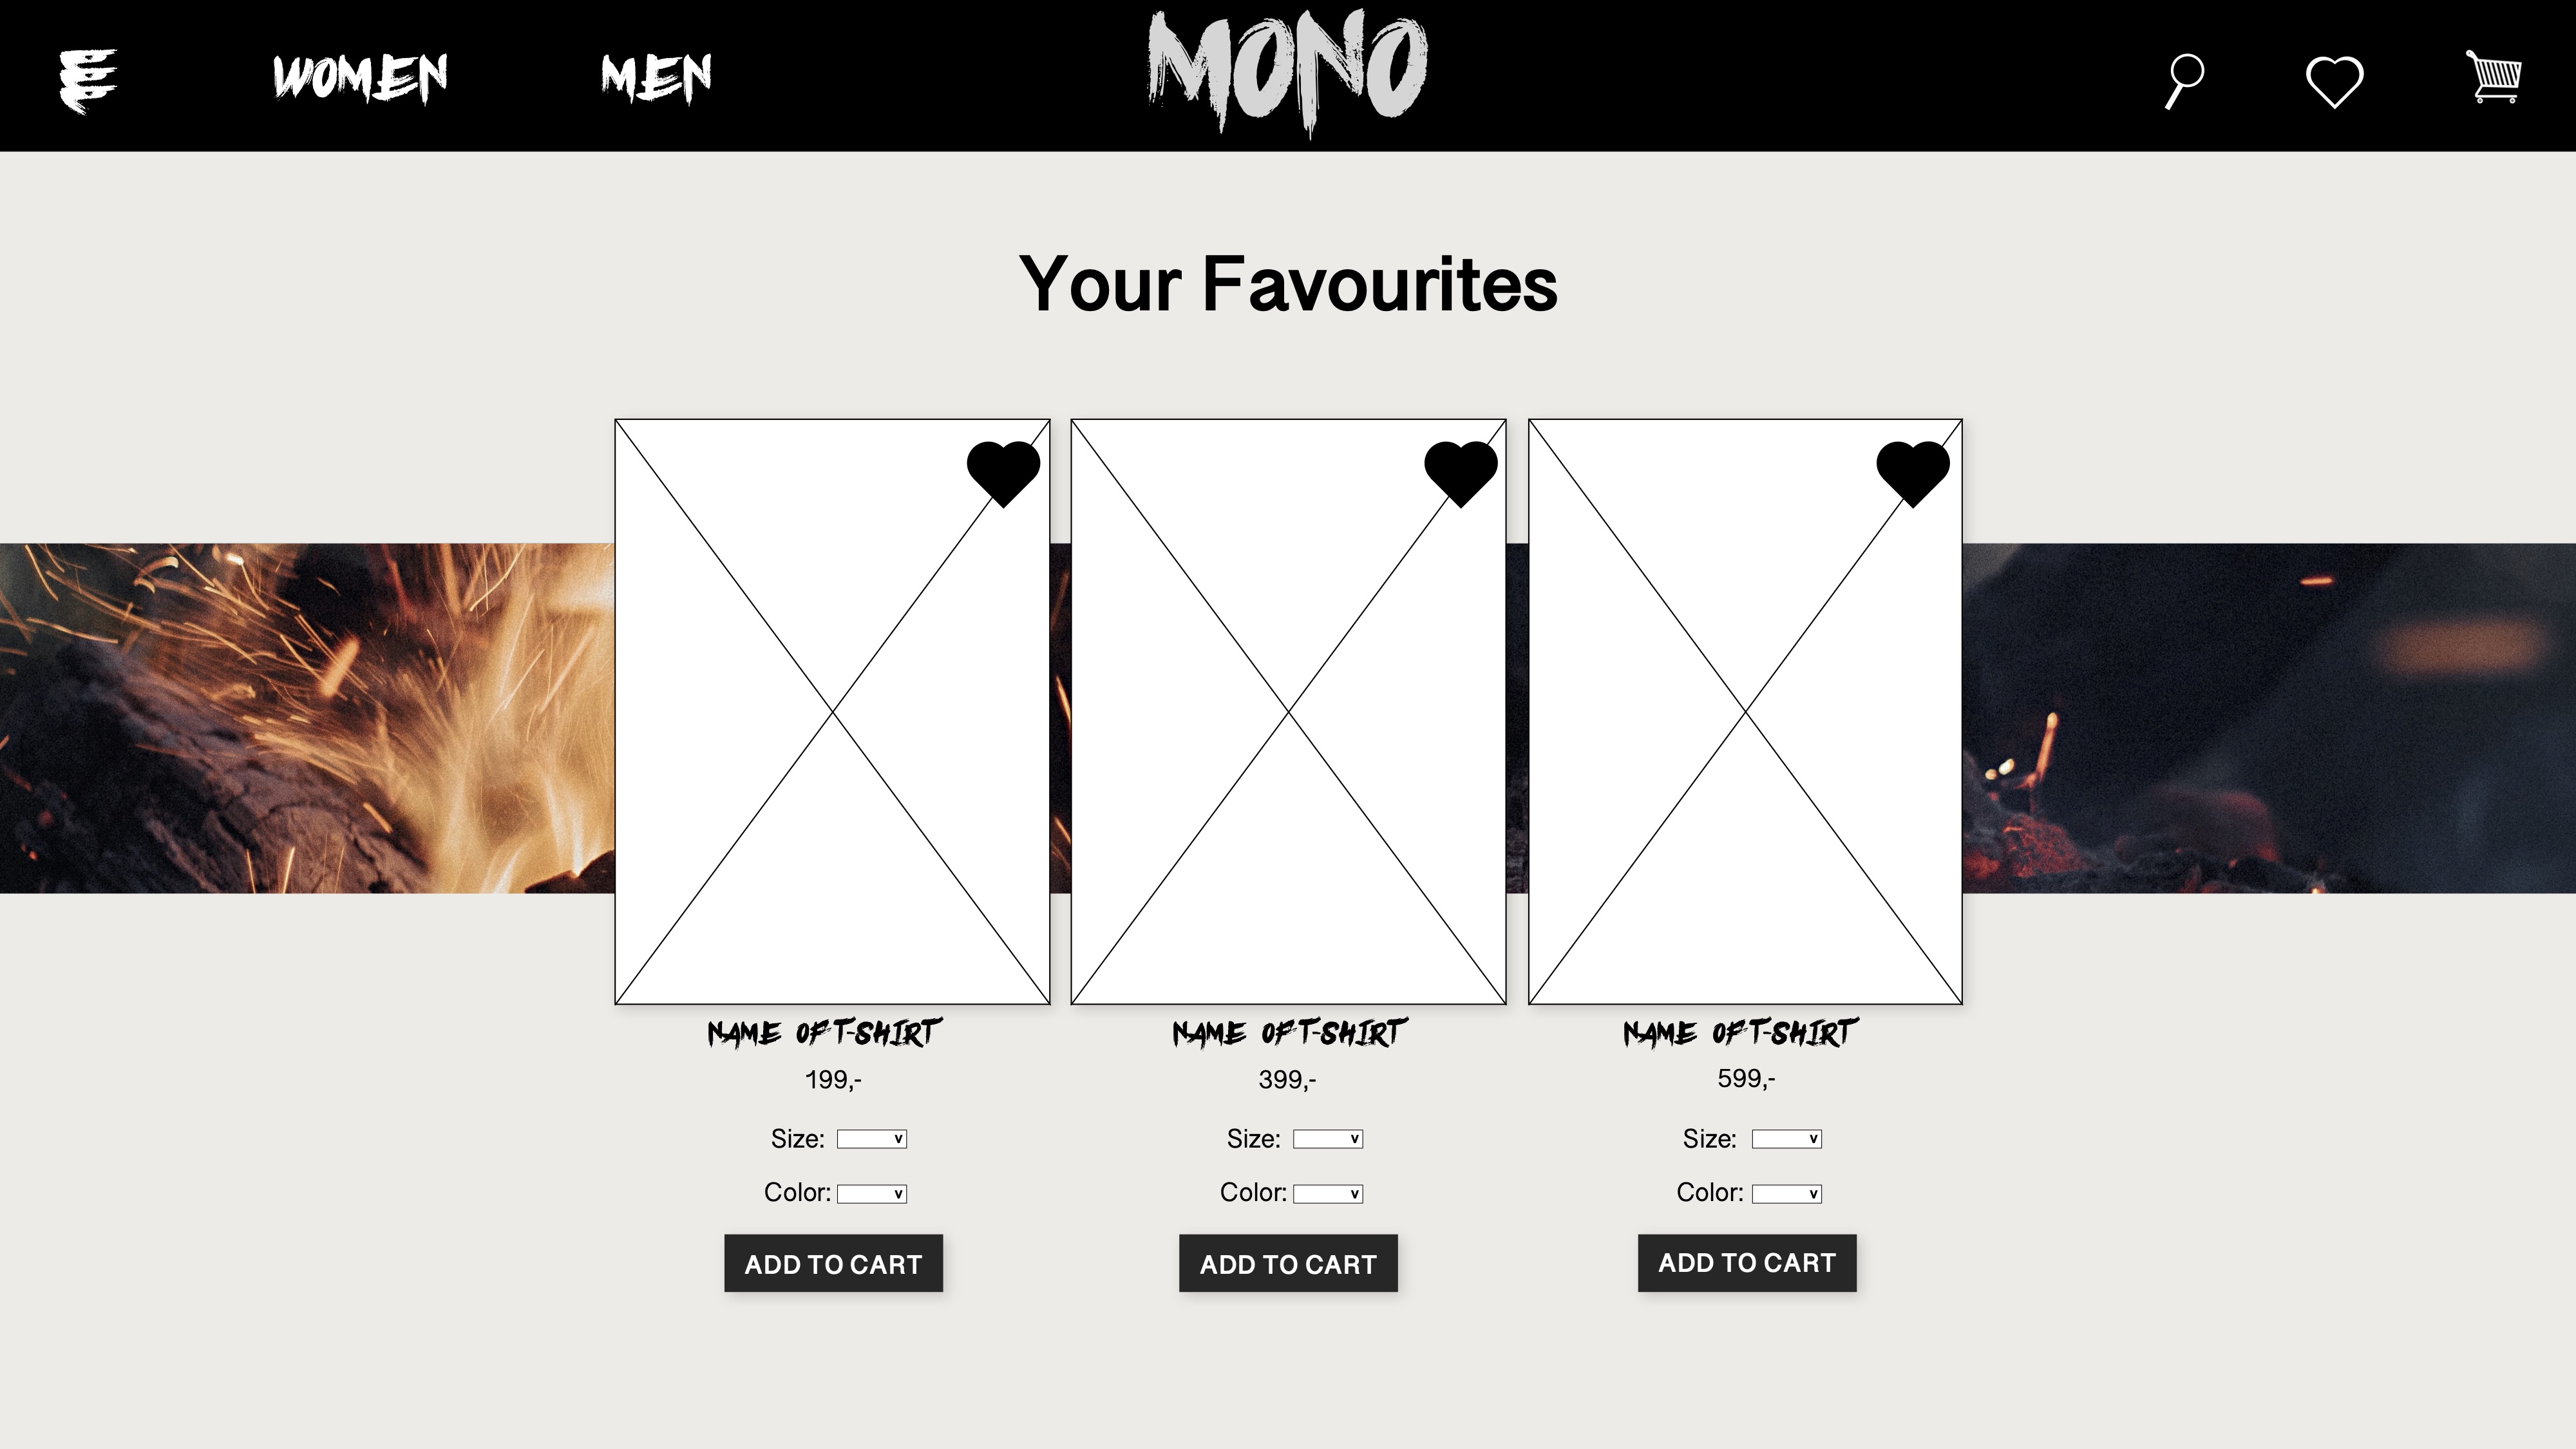 WOMEN
MEN
MONO
Your Favourites
NAME OF T-SHIRT
199,-
Size: v
Color: v
ADD TO CART
NAME OF T-SHIRT
399,-
Size: v
Color: v
ADD TO CART
NAME OF T-SHIRT
599,-
Size: v
Color: v
ADD TO CART